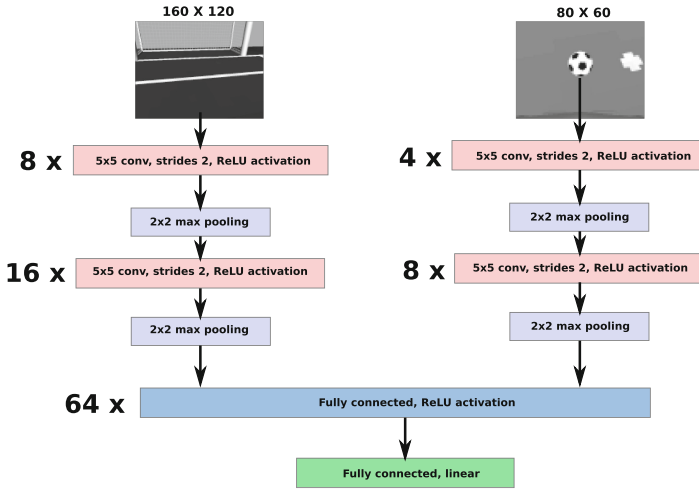 160 X 120
80 X 60
8 x
5x5 conv, strides 2, ReLU activation
4 x
5x5 conv, strides 2, ReLU activation
2x2 max pooling
2x2 max pooling
16 x
5x5 conv, strides 2, ReLU activation
8 x
5x5 conv, strides 2, ReLU activation
2x2 max pooling
2x2 max pooling
64 x
Fully connected, ReLU activation
Fully connected, linear